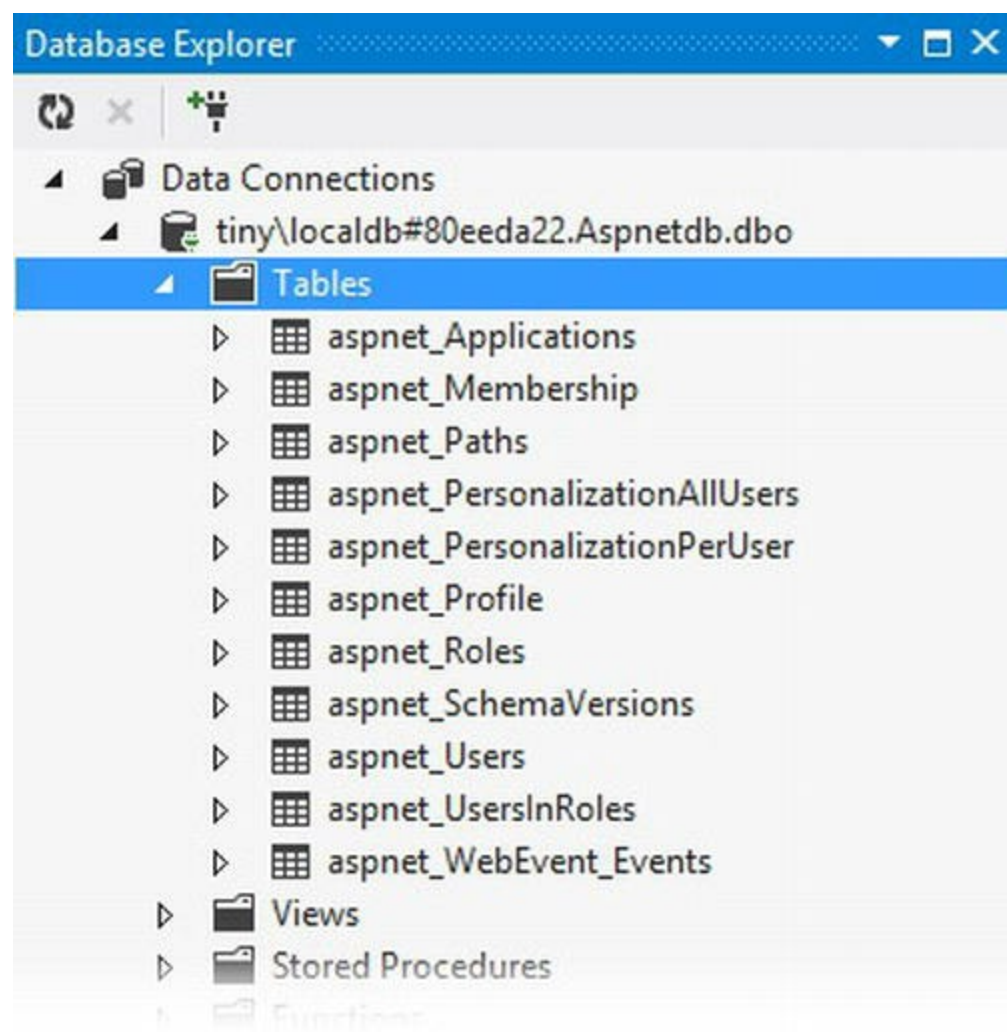 Database Explorer
Data Connections
tiny\localdb#80eeda22.Aspnetdb.dbo
Tables
aspnet_Applications
aspnet_Membership
aspnet_Paths
aspnet_PersonalizationAllUsers
aspnet_PersonalizationPerUser
aspnet_Profile
aspnet_Roles
aspnet_SchemaVersions
aspnet_Users
aspnet_UsersInRoles
aspnet_WebEvent_Events
Views
Stored Procedures
Functions